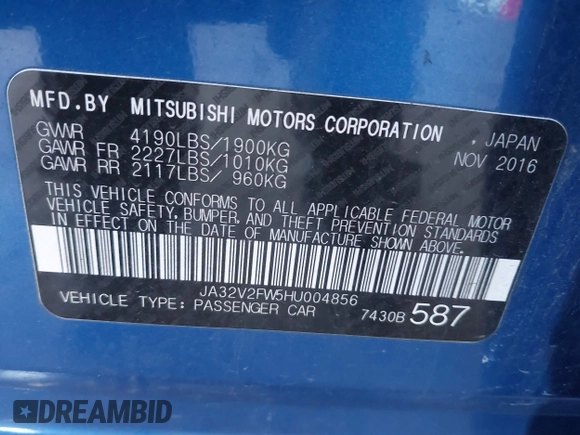 MFD.BY MITSUBISHI MOTORS CORPORATION , JAPAN
GVWR 4190LBS/1900KG NOV 2016
GAWR FR 2227LBS/1010KG
GAWR RR 2117LBS/ 960KG
THIS VEHICLE CONFORMS TO ALL APPLICABLE FEDERAL MOTOR
VEHICLE SAFETY, BUMPER, AND THEFT PREVENTION STANDARDS
IN EFFECT ON THE DATE OF MANUFACTURE SHOWN ABOVE.
JA32V2FW5HU004856
VEHICLE TYPE: PASSENGER CAR 7430B 587
DREAMBID